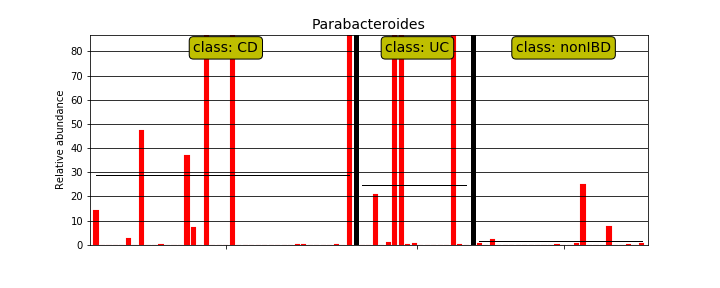 Parabacteroides
class: CD
class: UC
class: nonIBD
Relative abundance
80
70
60
50
40
30
20
10
0